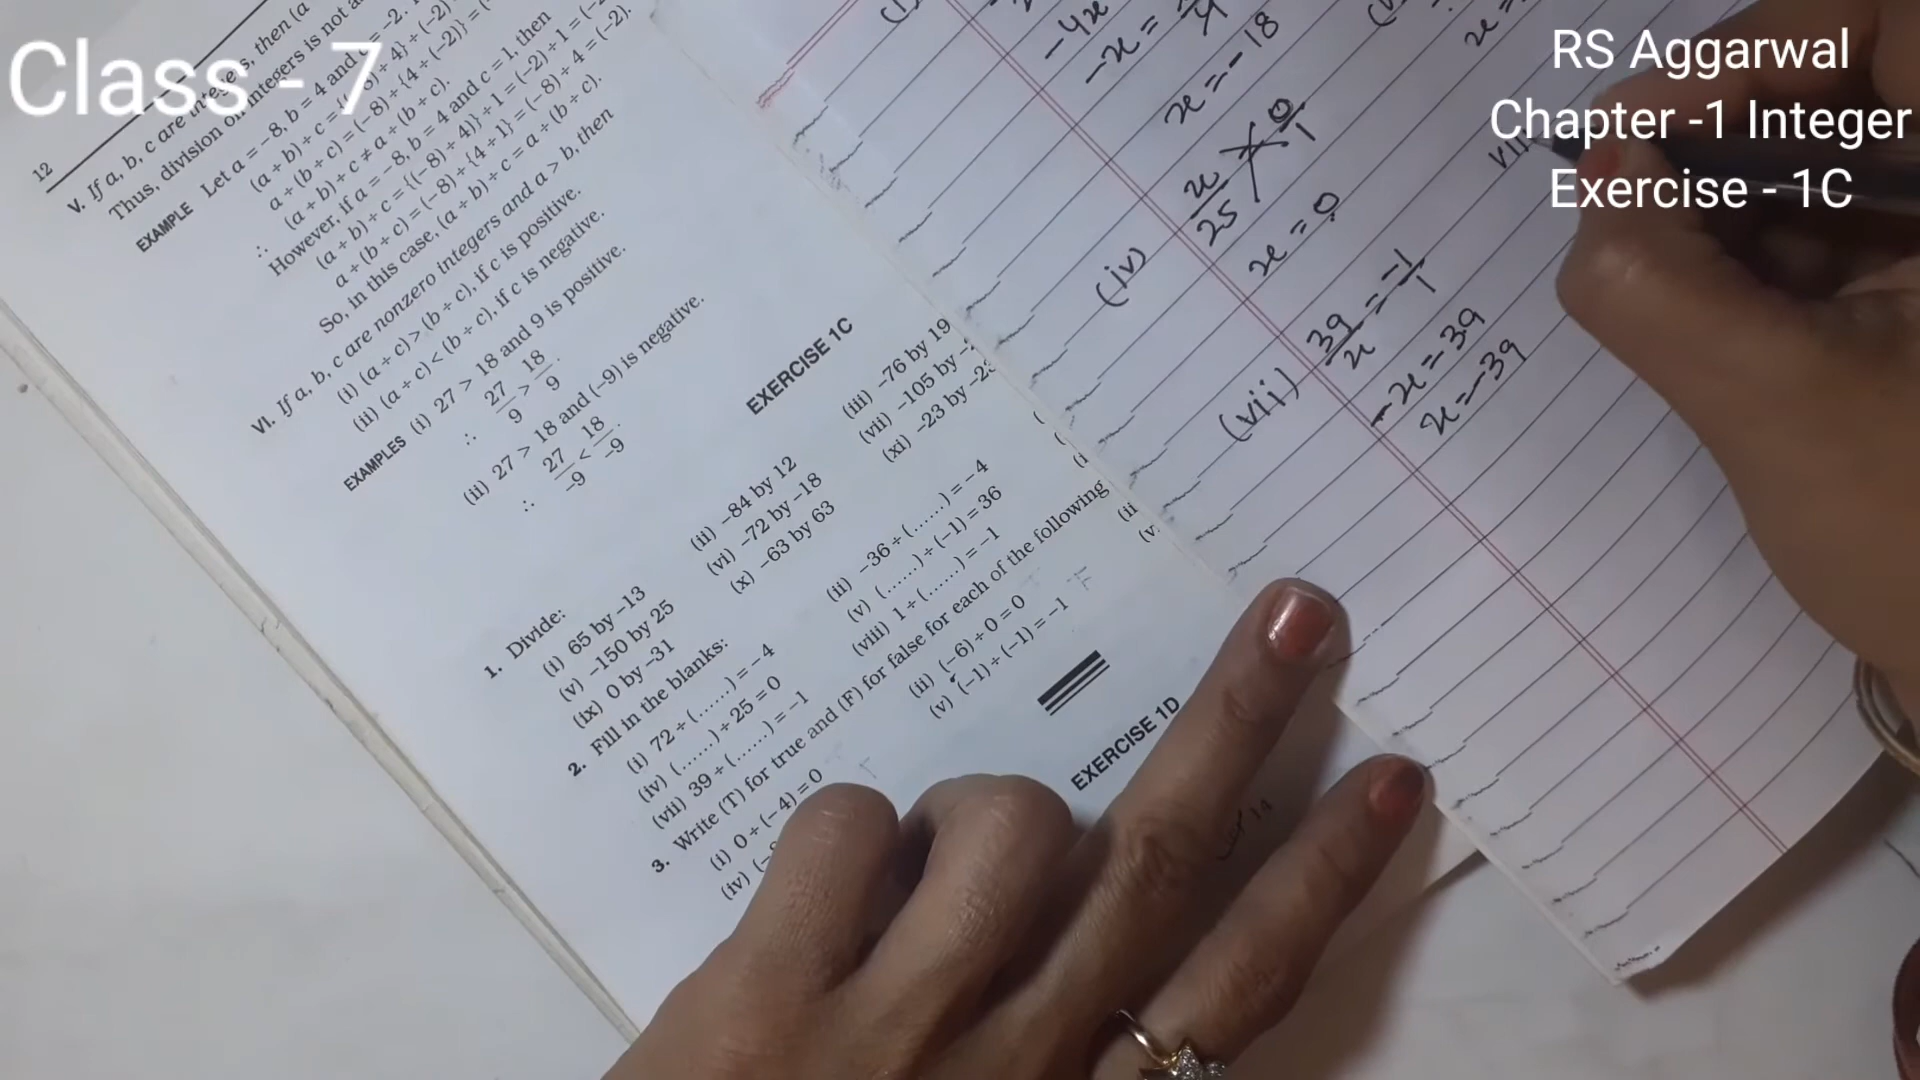 Class - 7
RS Aggarwal
Chapter -1 Integer
Exercise - 1C
12
V. If a, b, c are integers, then (a
Thus, division on integers is not
EXAMPLE Let a = -8, b = 4 and c = -2.
(a ÷ b) ÷ c = {(-8) ÷ 4} ÷ (-2)
a ÷ (b ÷ c) = (-8) ÷ {4 ÷ (-2)} =
∴ (a ÷ b) ÷ c ≠ a ÷ (b ÷ c).
However, if a = -8, b = 4 and c = 1, then
(a ÷ b) ÷ c = {(-8) ÷ 4)} ÷ 1 = (-2) ÷ 1 =
a ÷ (b ÷ c) = (-8) ÷ {4 ÷ 1} = (-8) ÷ 4 = (-2).
So, in this case, (a ÷ b) ÷ c = a ÷ (b ÷ c).
VI. If a, b, c are nonzero integers and a > b, then
(i) (a ÷ c) > (b ÷ c), if c is positive.
(ii) (a ÷ c) < (b ÷ c), if c is negative.
EXAMPLES (i) 27 > 18 and 9 is positive.
∴ 27/9 > 18/9.
(ii) 27 > 18 and (-9) is negative.
∴ 27/-9 < 18/-9.
EXERCISE 1C
1. Divide:
(i) 65 by -13 (ii) -84 by 12 (iii) -76 by 19
(v) -150 by 25 (vi) -72 by -18 (vii) -105 by
(ix) 0 by -31 (x) -63 by 63 (xi) -23 by
2. Fill in the blanks:
(i) 72 ÷ (......) = -4 (ii) -36 ÷ (......) = -4
(iv) (......) ÷ 25 = 0 (v) (......) ÷ (-1) = 36
(vii) 39 ÷ (......) = -1 (viii) 1 ÷ (......) = -1
3. Write (T) for true and (F) for false for each of the following
(i) 0 ÷ (-4) = 0 (ii) (-6) ÷ 0 = 0
(iv) (v) (-1) ÷ (-1) = -1 F
EXERCISE 1D
-4x
-x =
x = -18
(iv) x/25 0/1
x = 0
(vii) 39/x = -1/1
-x = 39
x = -39